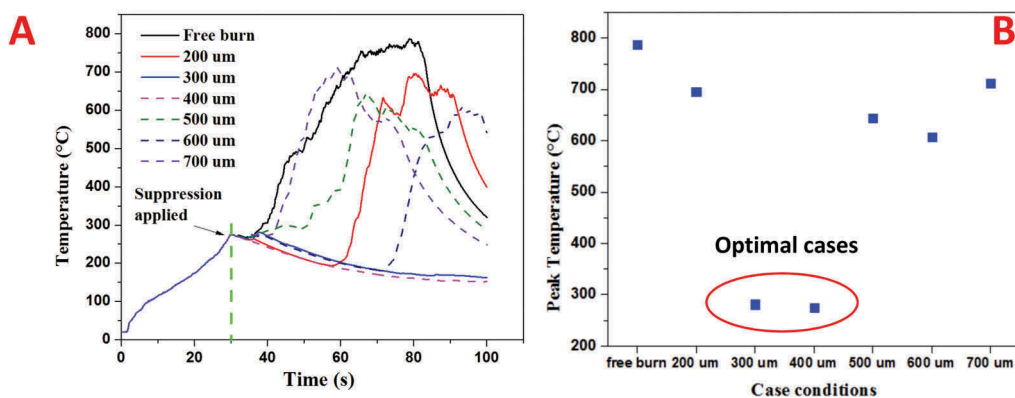 A
Temperature (°C)
800
700
600
500
400
300
200
100
0
Free burn
200 um
300 um
400 um
500 um
600 um
700 um
Suppression
applied
0 20 40 60 80 100
Time (s)
B
Peak Temperature (°C)
800
700
600
500
400
300
200
Optimal cases
free burn 200 um 300 um 400 um 500 um 600 um 700 um
Case conditions